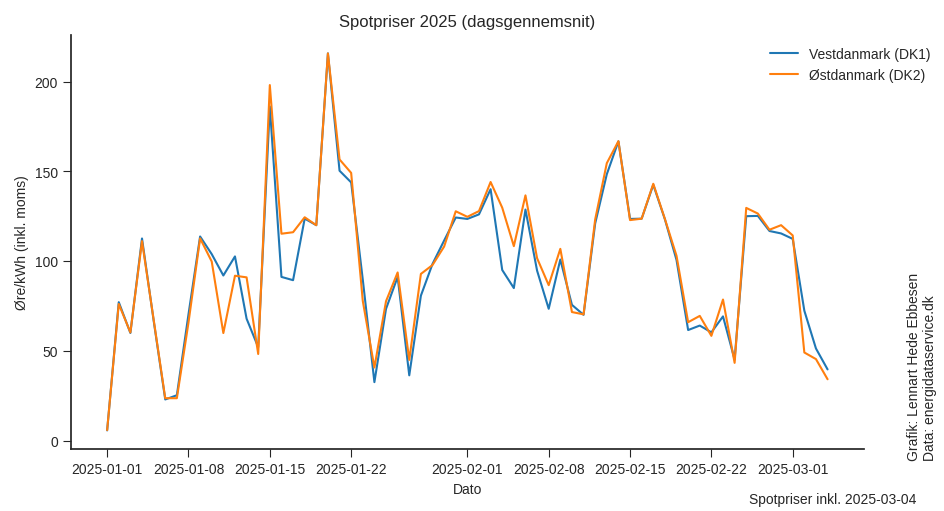 Spotpriser 2025 (dagsgennemsnit)
Vestdanmark (DK1)
Østdanmark (DK2)
Øre/kWh (inkl. moms)
200
150
100
50
0
2025-01-01 2025-01-08 2025-01-15 2025-01-22 2025-02-01 2025-02-08 2025-02-15 2025-02-22 2025-03-01
Dato
Grafik: Lennart Hede Ebbesen
Data: energidataservice.dk
Spotpriser inkl. 2025-03-04